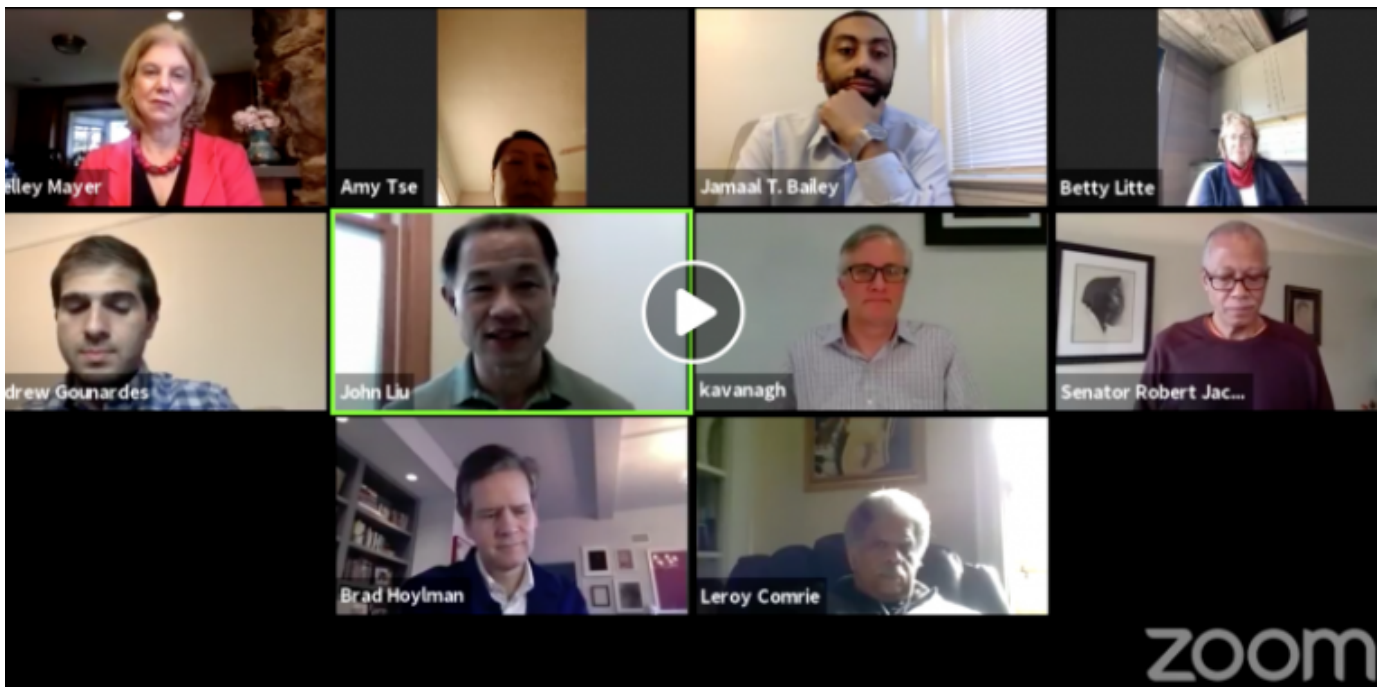 elley Mayer
Amy Tse
Jamaal T. Bailey
Betty Litte
drew Gounardes
John Liu
kavanagh
Senator Robert Jac...
Brad Hoylman
Leroy Comrie
zoom